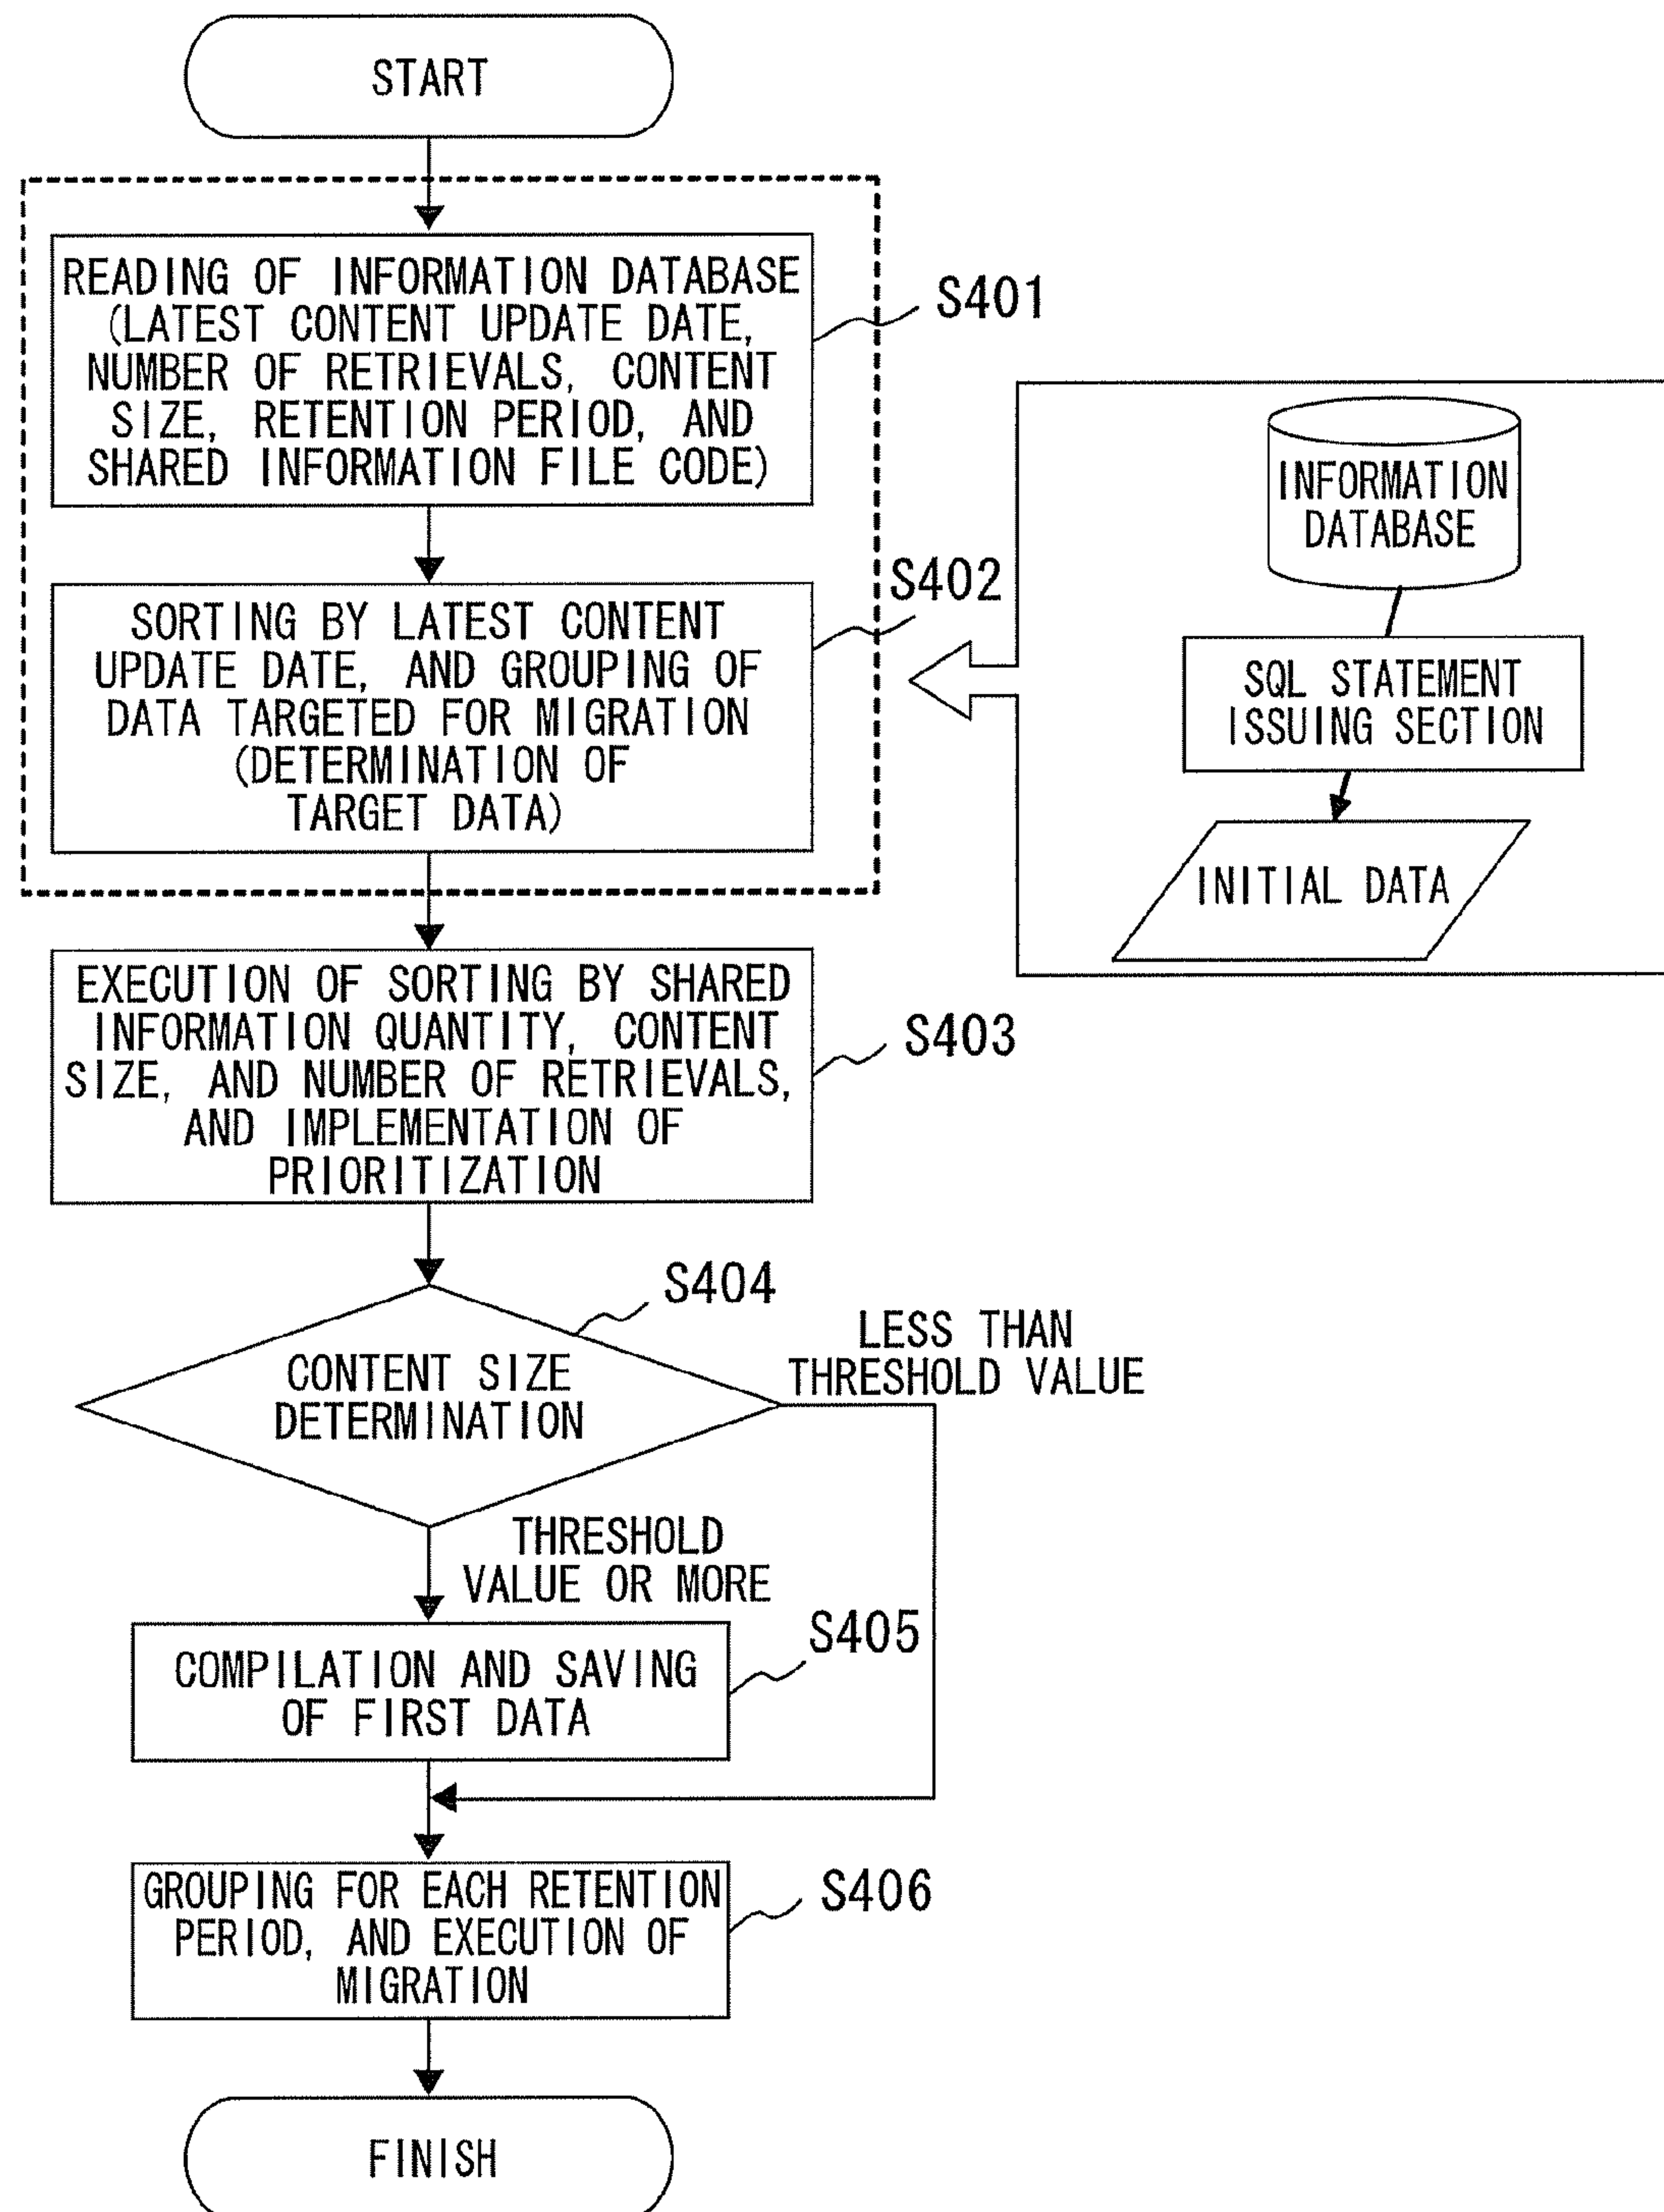 START
READING OF INFORMATION DATABASE
(LATEST CONTENT UPDATE DATE,
NUMBER OF RETRIEVALS, CONTENT
SIZE, RETENTION PERIOD, AND
SHARED INFORMATION FILE CODE)
S401
SORTING BY LATEST CONTENT
UPDATE DATE, AND GROUPING OF
DATA TARGETED FOR MIGRATION
(DETERMINATION OF
TARGET DATA)
S402
INFORMATION
DATABASE
SQL STATEMENT
ISSUING SECTION
INITIAL DATA
EXECUTION OF SORTING BY SHARED
INFORMATION QUANTITY, CONTENT
SIZE, AND NUMBER OF RETRIEVALS,
AND IMPLEMENTATION OF
PRIORITIZATION
S403
S404
CONTENT SIZE
DETERMINATION
LESS THAN
THRESHOLD VALUE
THRESHOLD
VALUE OR MORE
COMPILATION AND SAVING
OF FIRST DATA
S405
GROUPING FOR EACH RETENTION
PERIOD, AND EXECUTION OF
MIGRATION
S406
FINISH